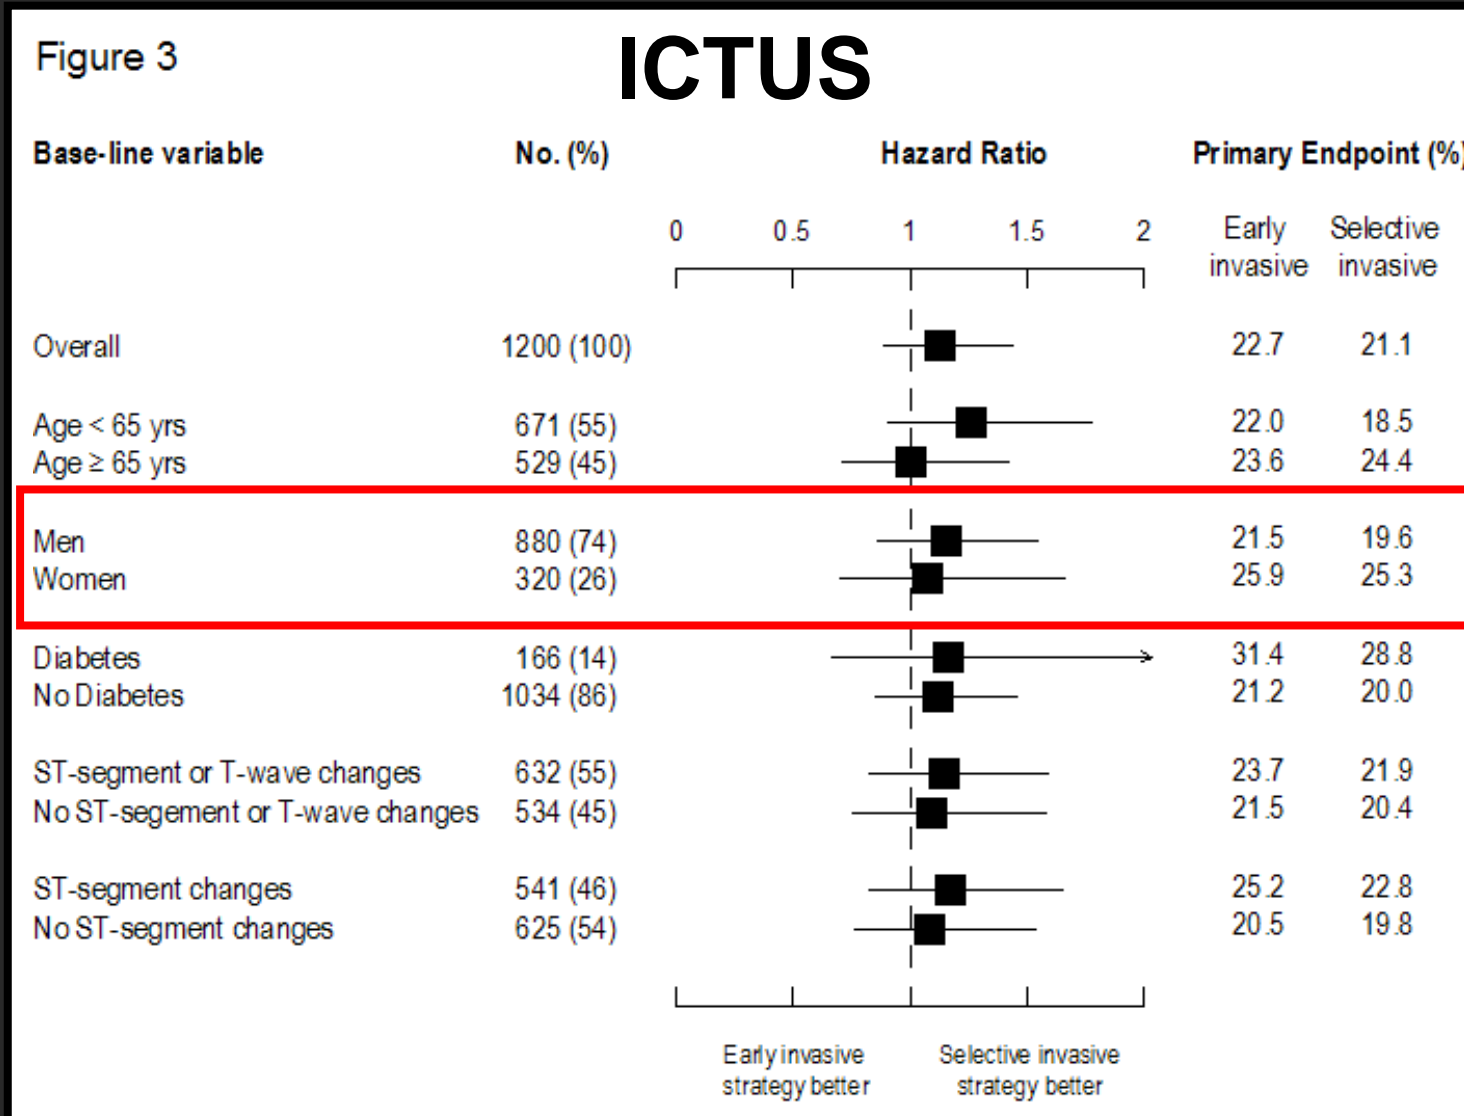 Figure 3 ICTUS
Base-line variable No. (%) Hazard Ratio Primary Endpoint (%)
0 0.5 1 1.5 2 Early invasive Selective invasive
Overall 1200 (100) 22.7 21.1
Age < 65 yrs 671 (55) 22.0 18.5
Age ≥ 65 yrs 529 (45) 23.6 24.4
Men 880 (74) 21.5 19.6
Women 320 (26) 25.9 25.3
Diabetes 166 (14) 31.4 28.8
No Diabetes 1034 (86) 21.2 20.0
ST-segment or T-wave changes 632 (55) 23.7 21.9
No ST-segement or T-wave changes 534 (45) 21.5 20.4
ST-segment changes 541 (46) 25.2 22.8
No ST-segment changes 625 (54) 20.5 19.8
Early invasive Selective invasive
strategy better strategy better